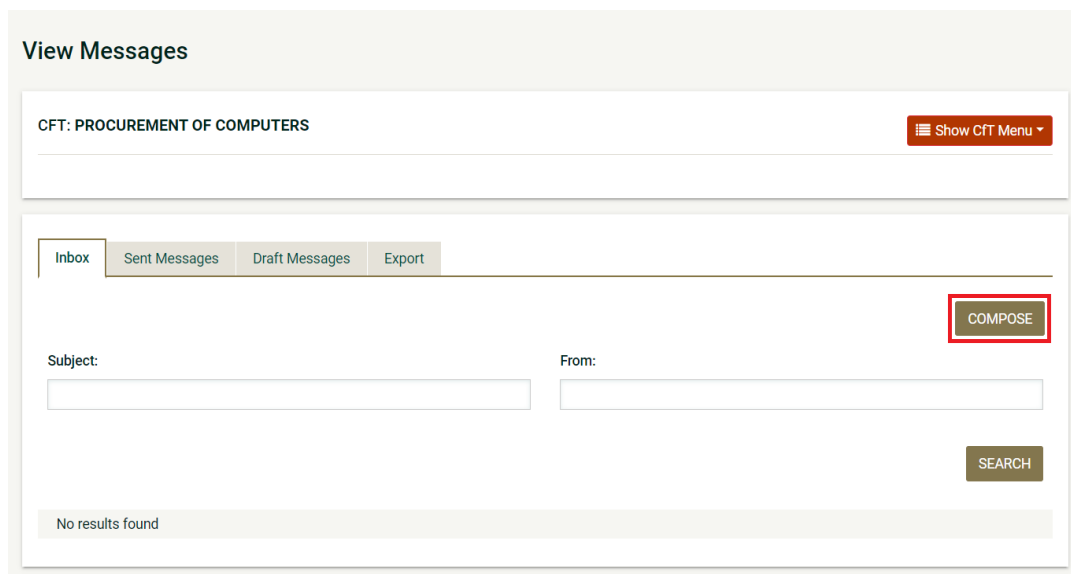 View Messages
CFT: PROCUREMENT OF COMPUTERS
Show CfT Menu
Inbox Sent Messages Draft Messages Export
COMPOSE
Subject: From:
SEARCH
No results found